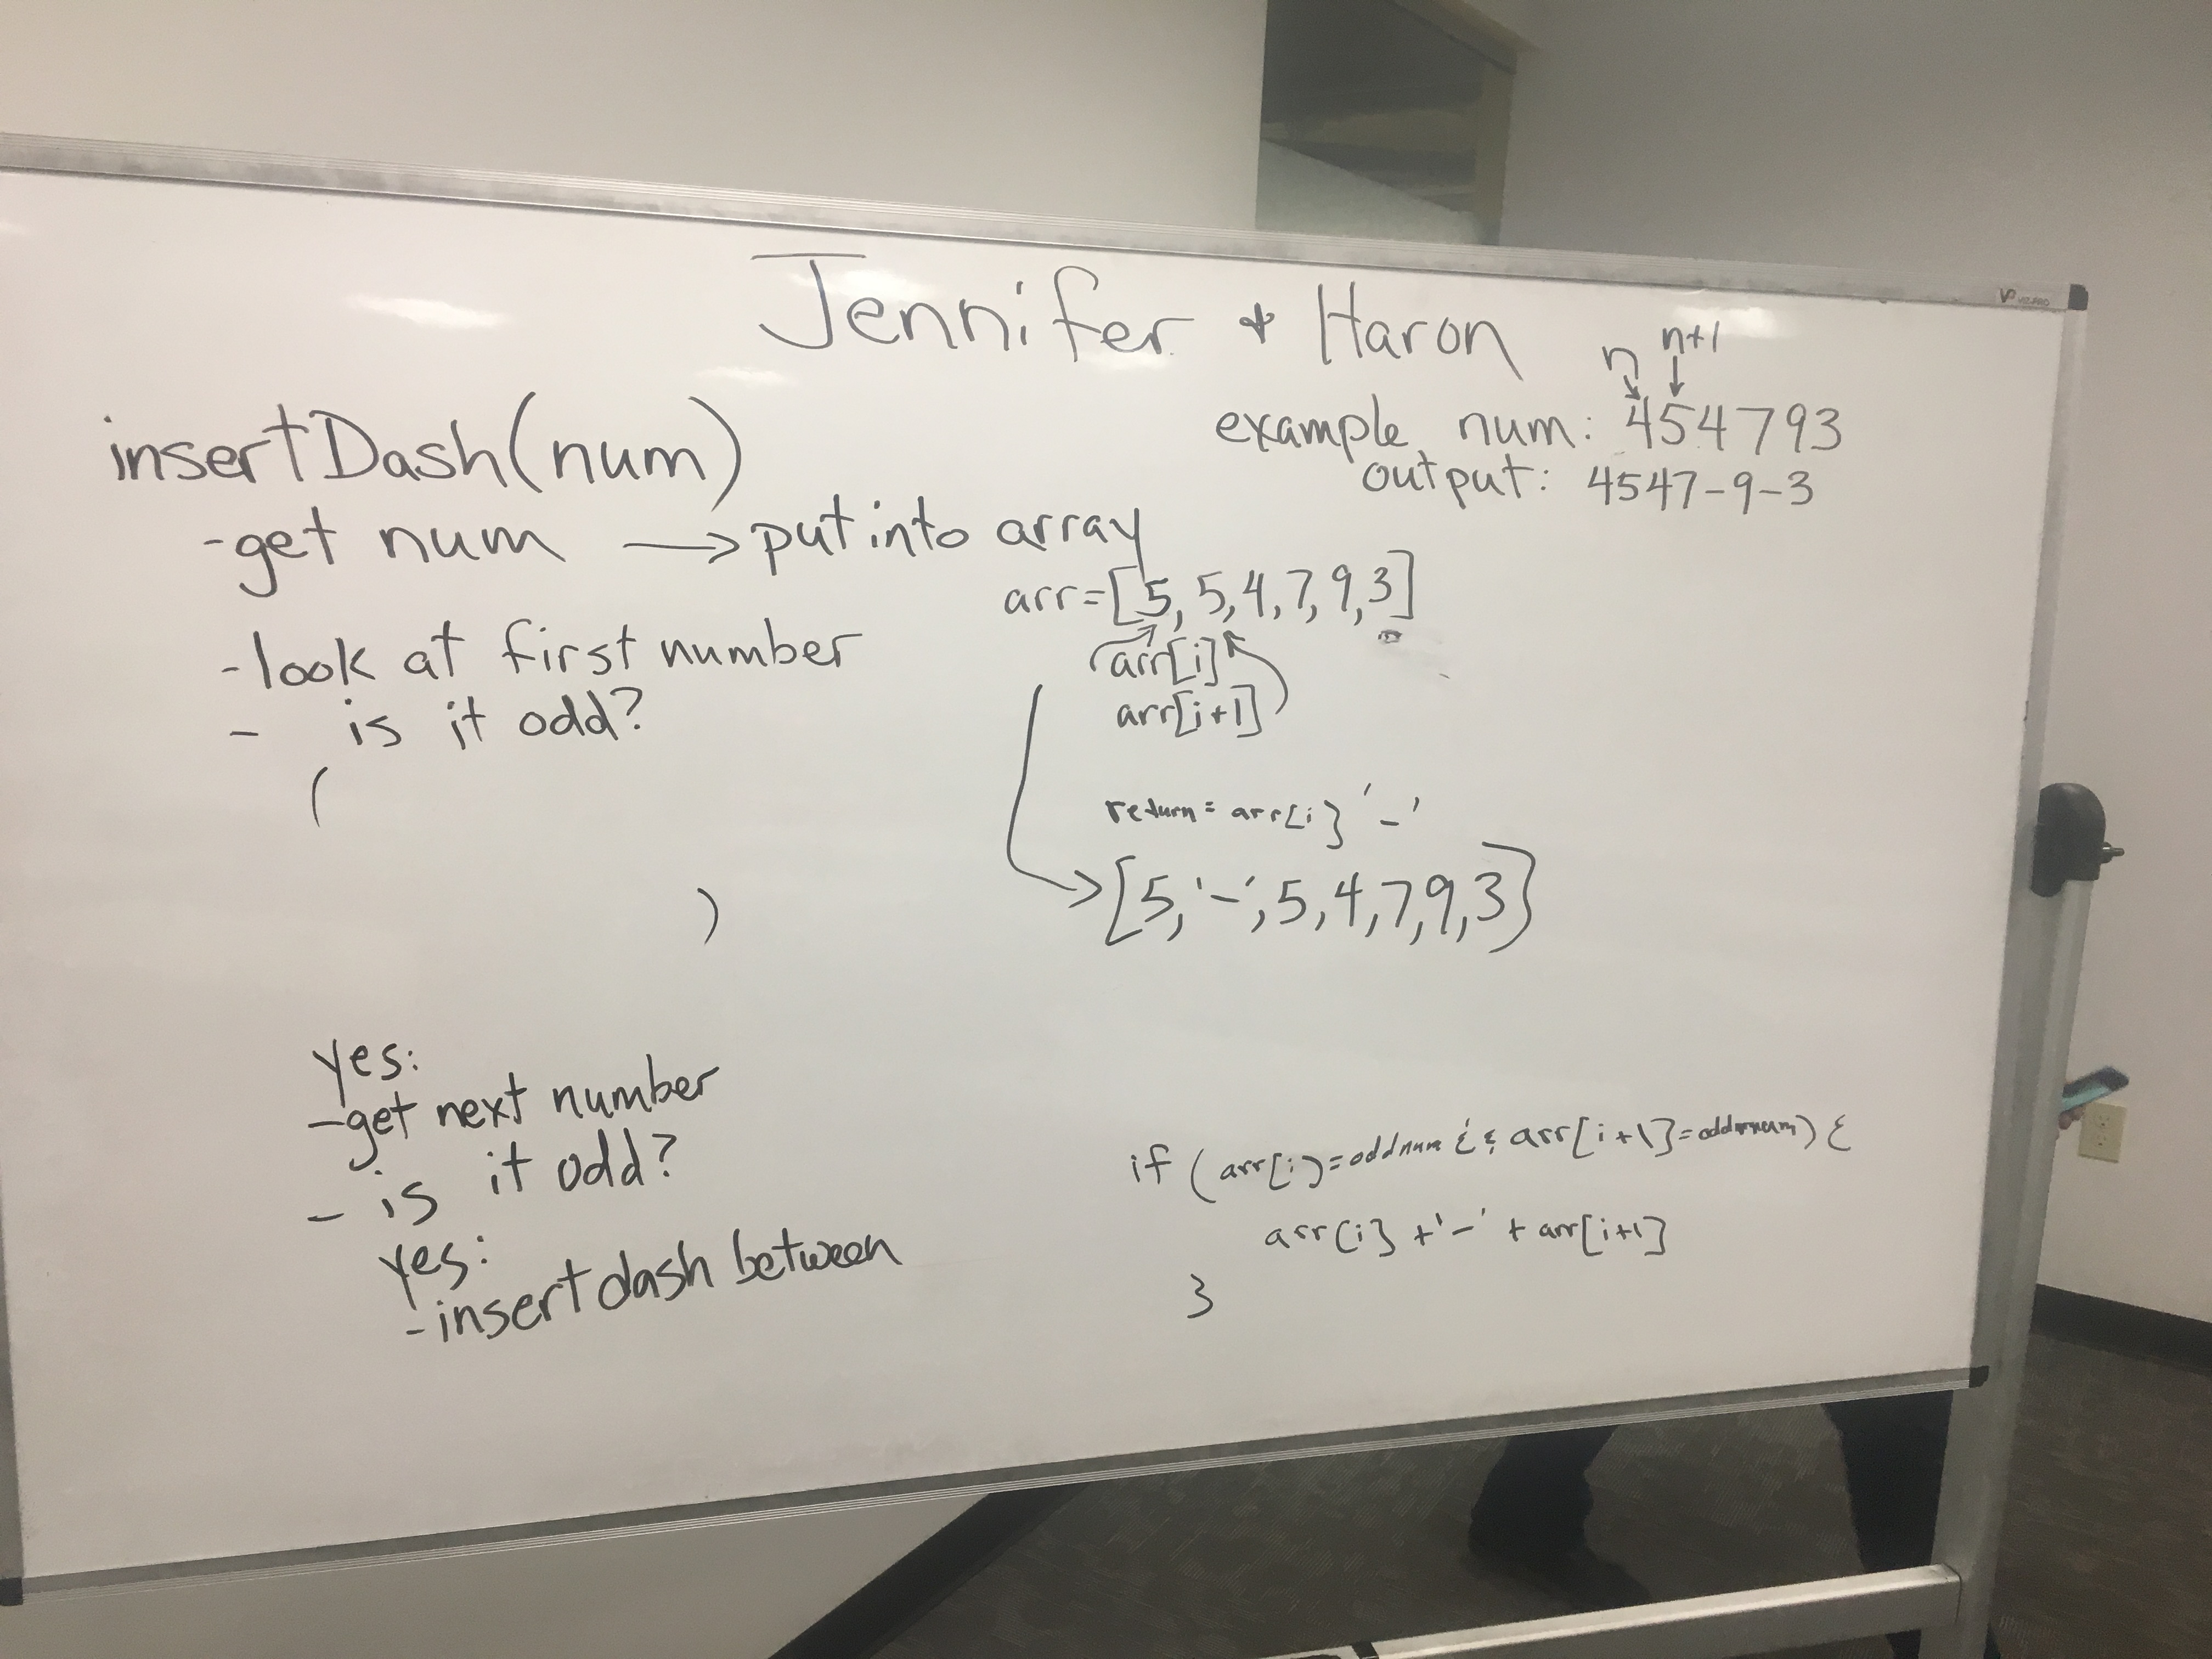 Jennifer + Haron
insertDash(num)
-get num → put into array
-look at first number
- is it odd?
(
)
yes:
-get next number
- is it odd?
yes:
-insert dash between
n n+1
example num: 454793
output: 4547-9-3
arr=[5, 5,4,7,9,3]
arr[i]
arr[i+1]
return = arr[i} '-'
[5,'-',5,4,7,9,3}
if (arr[i)=oddnum && arr[i+1]=oddnum) {
arr[i} +'-' + arr[i+1]
}